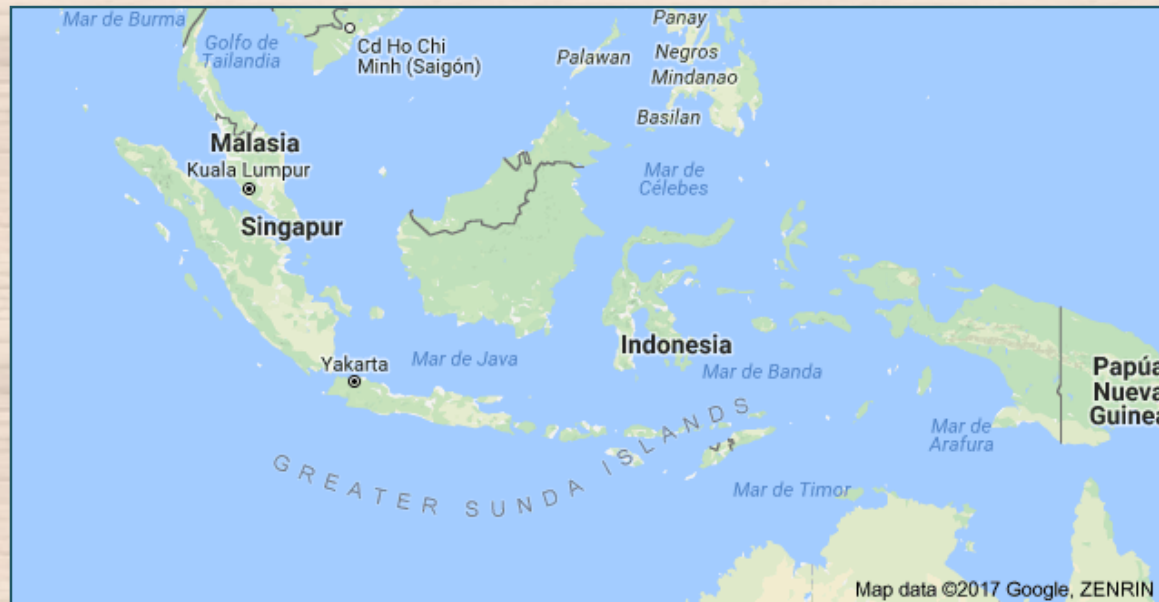 Mar de Burma
Golfo de
Tailandia
Cd Ho Chi
Minh (Saigón)
Panay
Palawan
Negros
Mindanao
Basilan
Malasia
Kuala Lumpur
Singapur
Mar de
Célebes
Indonesia
Yakarta
Mar de Java
Mar de Banda
Papúa
Nueva
Guinea
Mar de
Arafura
GREATER SUNDA ISLANDS
Mar de Timor
Map data ©2017 Google, ZENRIN